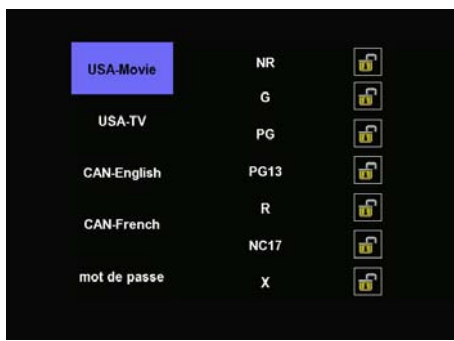 USA-Movie
USA-TV
CAN-English
CAN-French
mot de passe
NR
G
PG
PG13
R
NC17
X